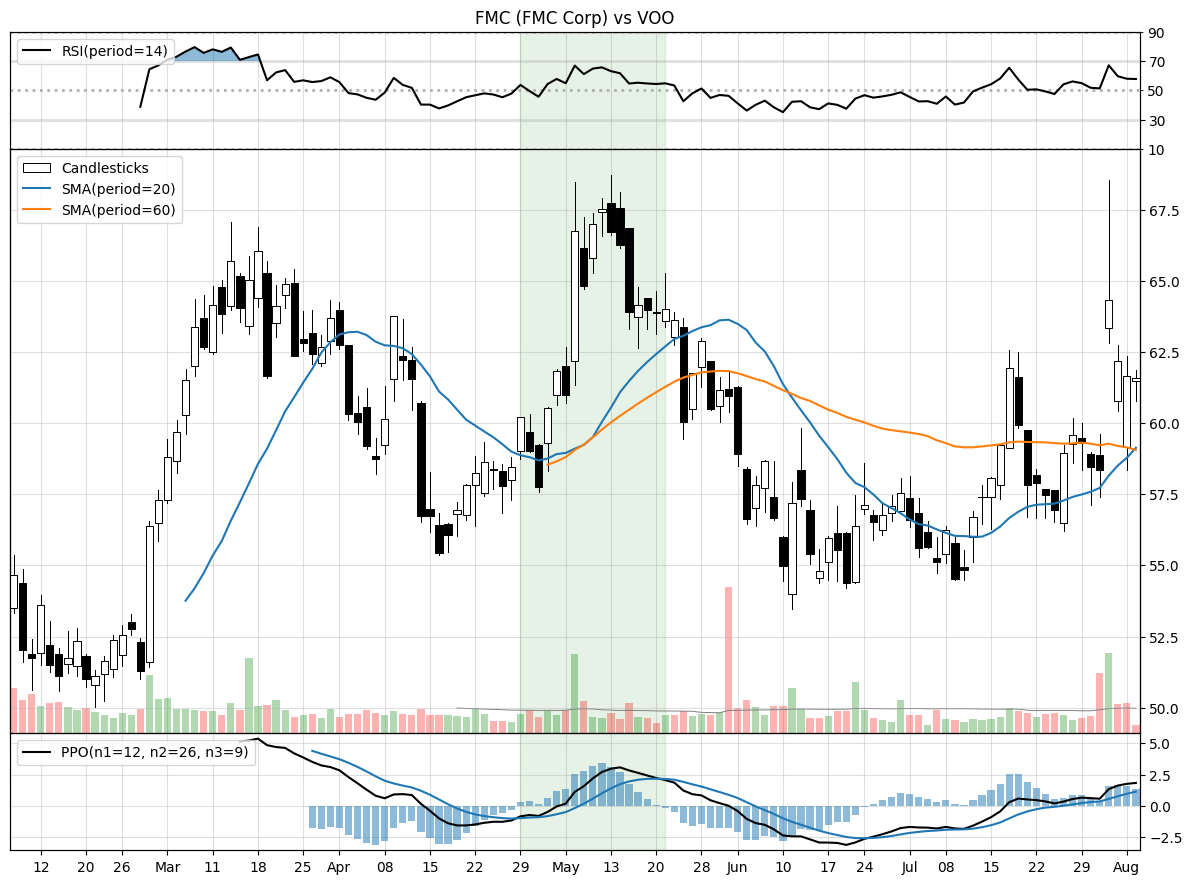 FMC (FMC Corp) vs VOO
RSI(period=14)
90
70
50
30
10
Candlesticks
SMA(period=20)
SMA(period=60)
67.5
65.0
62.5
60.0
57.5
55.0
52.5
50.0
PPO(n1=12, n2=26, n3=9)
5.0
2.5
0.0
−2.5
12 20 26 Mar 11 18 25 Apr 08 15 22 29 May 13 20 28 Jun 10 17 24 Jul 08 15 22 29 Aug